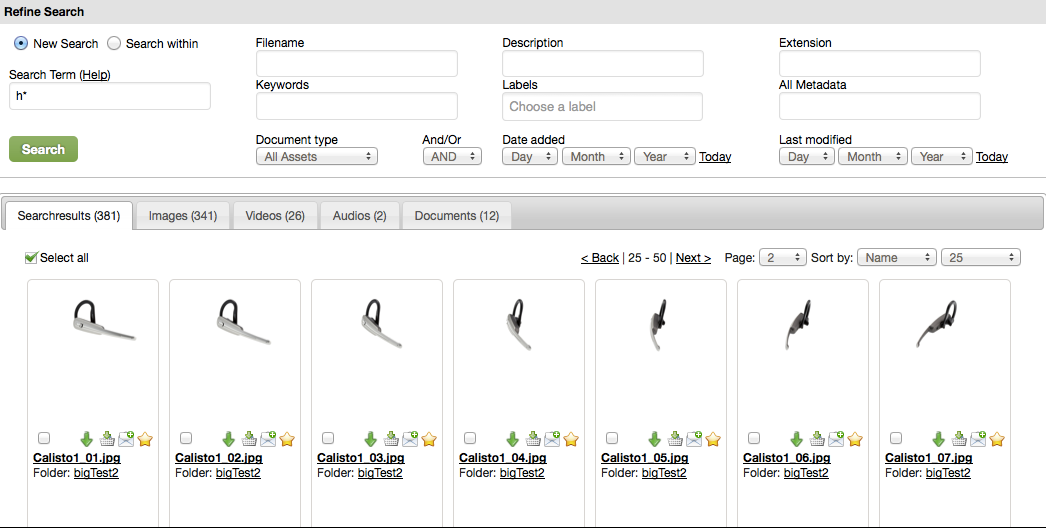 Refine Search
New Search Search within
Filename Description Extension
Search Term (Help)
h*
Keywords Labels All Metadata
Choose a label
Search
Document type And/Or Date added Last modified
All Assets AND Day Month Year Today Day Month Year Today
Searchresults (381) Images (341) Videos (26) Audios (2) Documents (12)
Select all < Back | 25 - 50 | Next > Page: 2 Sort by: Name 25
Calisto1_01.jpg Calisto1_02.jpg Calisto1_03.jpg Calisto1_04.jpg Calisto1_05.jpg Calisto1_06.jpg Calisto1_07.jpg
Folder: bigTest2 Folder: bigTest2 Folder: bigTest2 Folder: bigTest2 Folder: bigTest2 Folder: bigTest2 Folder: bigTest2